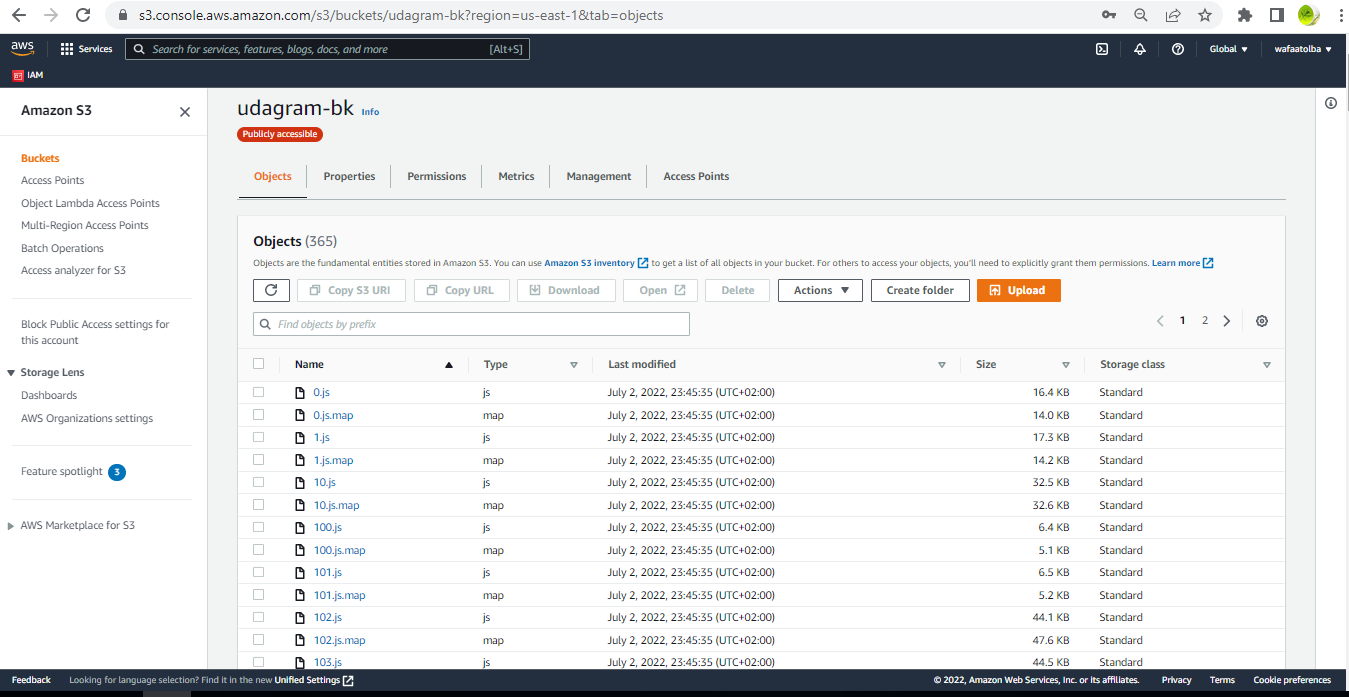 s3.console.aws.amazon.com/s3/buckets/udagram-bk?region=us-east-1&tab=objects
aws Services Search for services, features, blogs, docs, and more [Alt+S] Global ▼ wafaatolba ▼
IAM
Amazon S3
Buckets
Access Points
Object Lambda Access Points
Multi-Region Access Points
Batch Operations
Access analyzer for S3
Block Public Access settings for
this account
Storage Lens
Dashboards
AWS Organizations settings
Feature spotlight 3
AWS Marketplace for S3
udagram-bk Info
Publicly accessible
Objects Properties Permissions Metrics Management Access Points
Objects (365)
Objects are the fundamental entities stored in Amazon S3. You can use Amazon S3 inventory to get a list of all objects in your bucket. For others to access your objects, you'll need to explicitly grant them permissions. Learn more
Copy S3 URI Copy URL Download Open Delete Actions ▼ Create folder Upload
Find objects by prefix 1 2
Name Type Last modified Size Storage class
0.js js July 2, 2022, 23:45:35 (UTC+02:00) 16.4 KB Standard
0.js.map map July 2, 2022, 23:45:35 (UTC+02:00) 14.0 KB Standard
1.js js July 2, 2022, 23:45:35 (UTC+02:00) 17.3 KB Standard
1.js.map map July 2, 2022, 23:45:35 (UTC+02:00) 14.2 KB Standard
10.js js July 2, 2022, 23:45:35 (UTC+02:00) 32.5 KB Standard
10.js.map map July 2, 2022, 23:45:35 (UTC+02:00) 32.6 KB Standard
100.js js July 2, 2022, 23:45:35 (UTC+02:00) 6.4 KB Standard
100.js.map map July 2, 2022, 23:45:35 (UTC+02:00) 5.1 KB Standard
101.js js July 2, 2022, 23:45:35 (UTC+02:00) 6.5 KB Standard
101.js.map map July 2, 2022, 23:45:35 (UTC+02:00) 5.2 KB Standard
102.js js July 2, 2022, 23:45:35 (UTC+02:00) 44.1 KB Standard
102.js.map map July 2, 2022, 23:45:35 (UTC+02:00) 47.6 KB Standard
103.js js July 2, 2022, 23:45:35 (UTC+02:00) 44.5 KB Standard
Feedback Looking for language selection? Find it in the new Unified Settings © 2022, Amazon Web Services, Inc. or its affiliates. Privacy Terms Cookie preferences